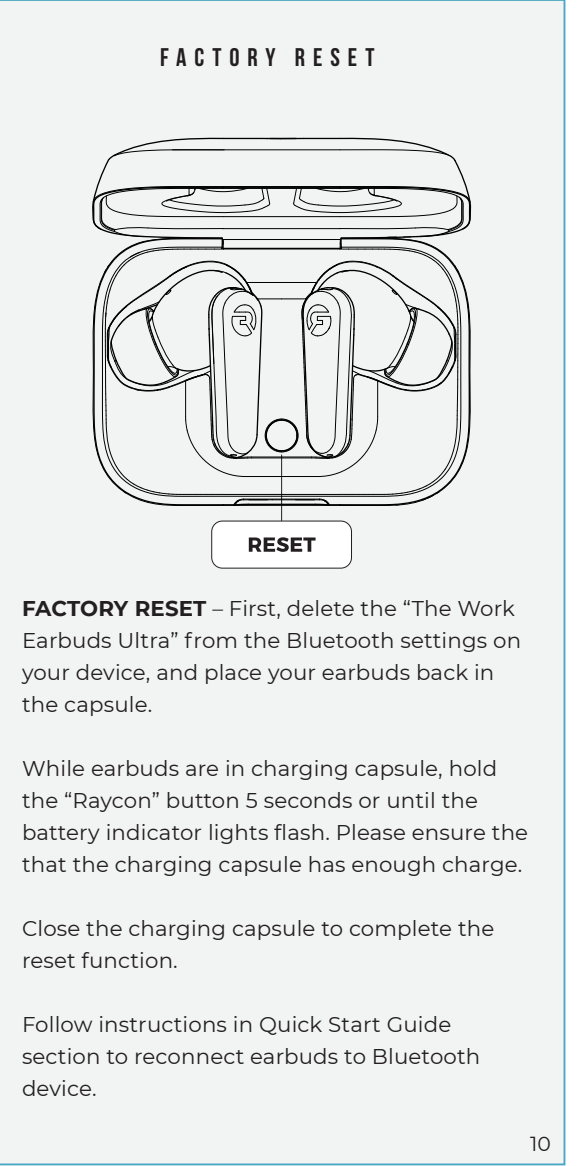 FACTORY RESET
RESET
FACTORY RESET – First, delete the “The Work
Earbuds Ultra” from the Bluetooth settings on
your device, and place your earbuds back in
the capsule.
While earbuds are in charging capsule, hold
the “Raycon” button 5 seconds or until the
battery indicator lights flash. Please ensure the
that the charging capsule has enough charge.
Close the charging capsule to complete the
reset function.
Follow instructions in Quick Start Guide
section to reconnect earbuds to Bluetooth
device.
10